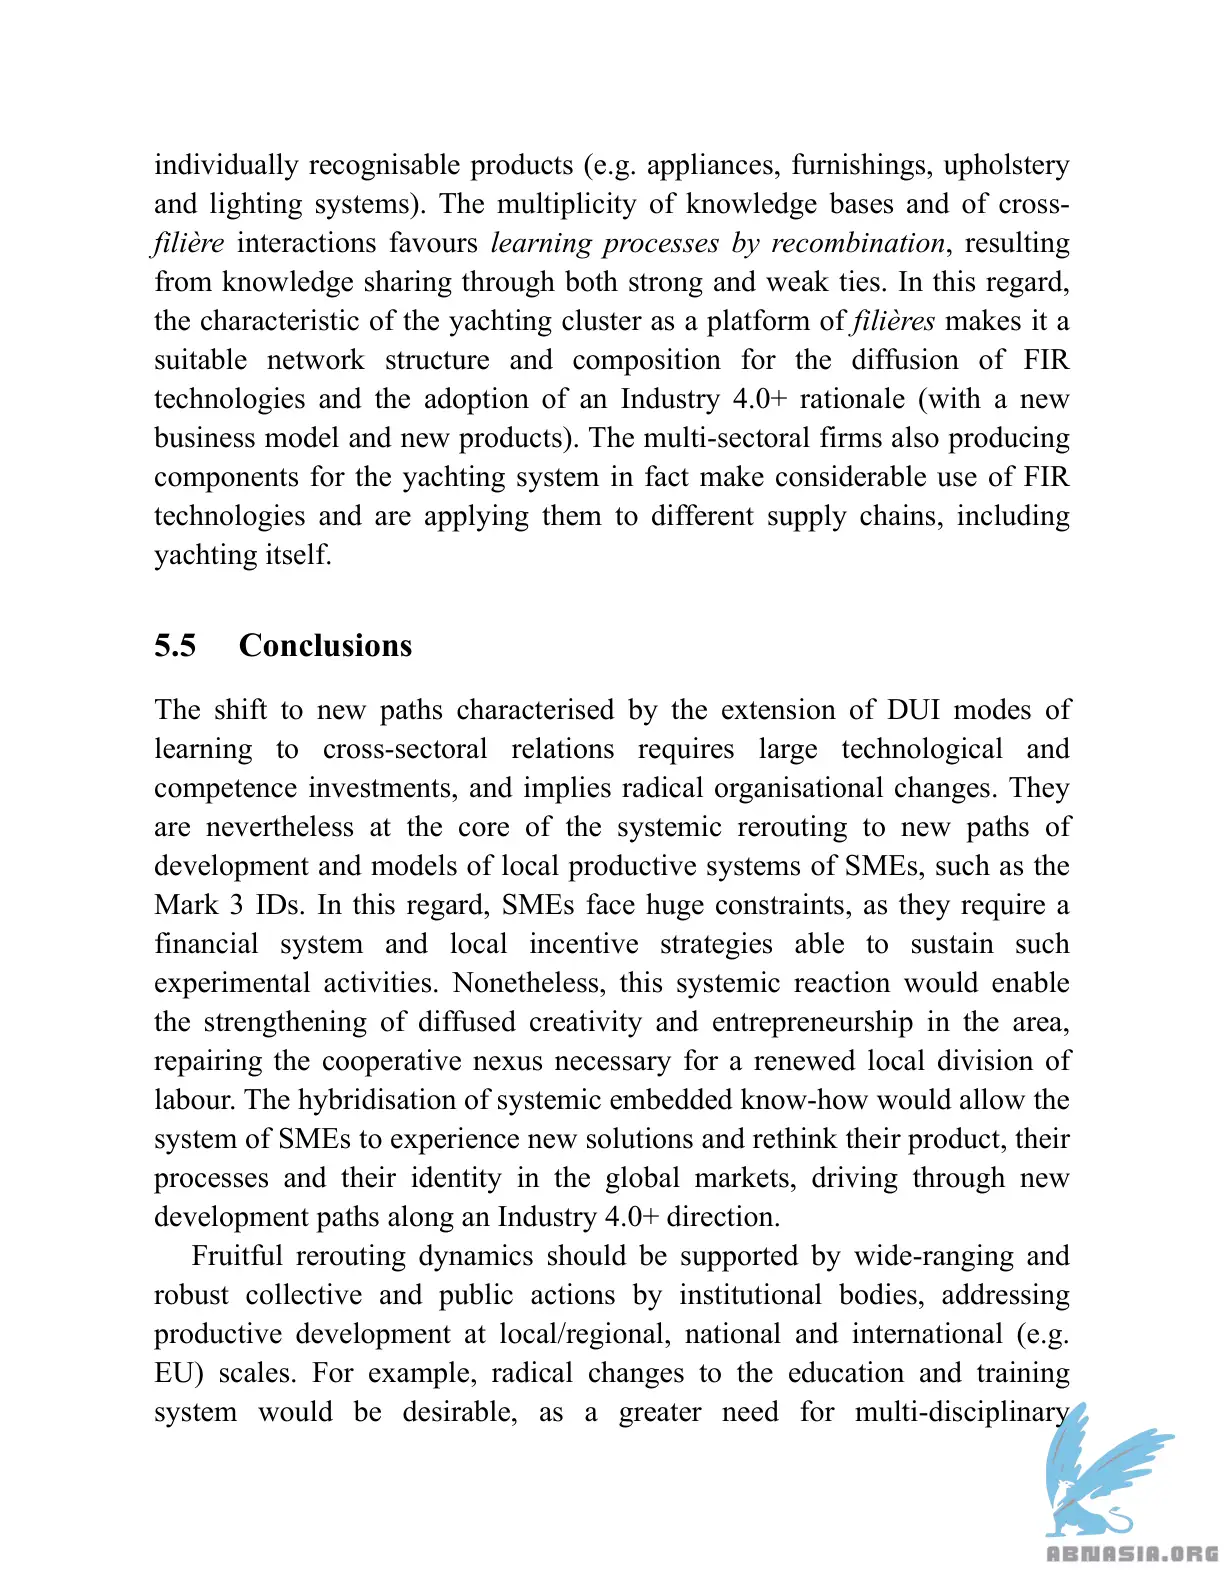 individually recognisable products (e.g. appliances, furnishings, upholstery
and lighting systems). The multiplicity of knowledge bases and of cross-
filière interactions favours learning processes by recombination, resulting
from knowledge sharing through both strong and weak ties. In this regard,
the characteristic of the yachting cluster as a platform of filières makes it a
suitable network structure and composition for the diffusion of FIR
technologies and the adoption of an Industry 4.0+ rationale (with a new
business model and new products). The multi-sectoral firms also producing
components for the yachting system in fact make considerable use of FIR
technologies and are applying them to different supply chains, including
yachting itself.
5.5 Conclusions
The shift to new paths characterised by the extension of DUI modes of
learning to cross-sectoral relations requires large technological and
competence investments, and implies radical organisational changes. They
are nevertheless at the core of the systemic rerouting to new paths of
development and models of local productive systems of SMEs, such as the
Mark 3 IDs. In this regard, SMEs face huge constraints, as they require a
financial system and local incentive strategies able to sustain such
experimental activities. Nonetheless, this systemic reaction would enable
the strengthening of diffused creativity and entrepreneurship in the area,
repairing the cooperative nexus necessary for a renewed local division of
labour. The hybridisation of systemic embedded know-how would allow the
system of SMEs to experience new solutions and rethink their product, their
processes and their identity in the global markets, driving through new
development paths along an Industry 4.0+ direction.
Fruitful rerouting dynamics should be supported by wide-ranging and
robust collective and public actions by institutional bodies, addressing
productive development at local/regional, national and international (e.g.
EU) scales. For example, radical changes to the education and training
system would be desirable, as a greater need for multi-disciplinary
ABNASIA.ORG